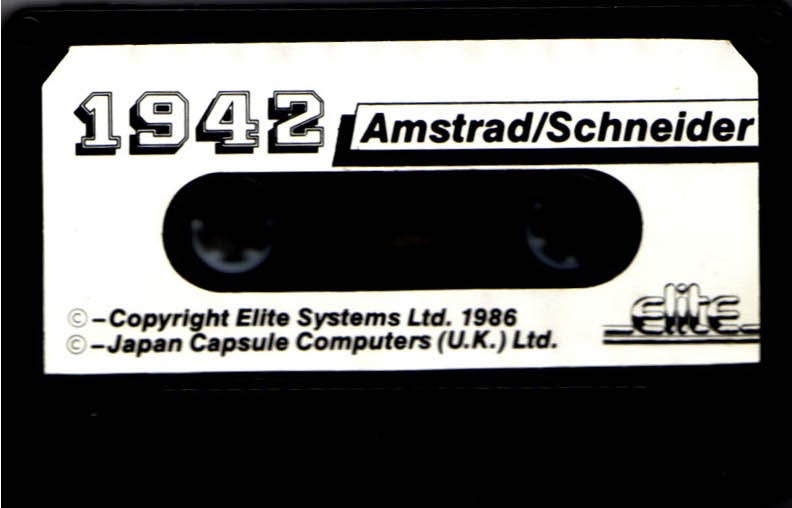 1942
Amstrad/Schneider
©-Copyright Elite Systems Ltd. 1986
©-Japan Capsule Computers (U.K.) Ltd.
elite